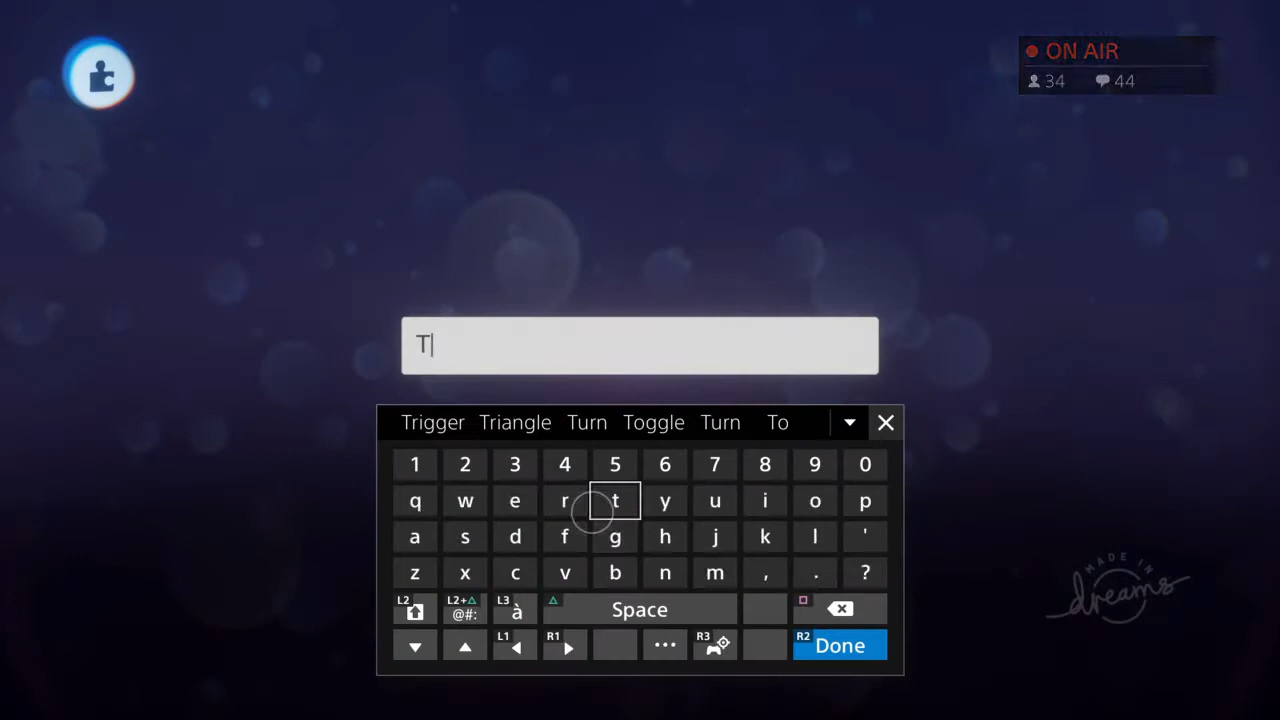 ON AIR
34 44
T
Trigger Triangle Turn Toggle Turn To
1 2 3 4 5 6 7 8 9 0
q w e r t y u i o p
a s d f g h j k l '
z x c v b n m , . ?
L2 L2+△ @#: L3 à △ Space □
L1 R1 ... R3 R2 Done
MADE IN
dreams